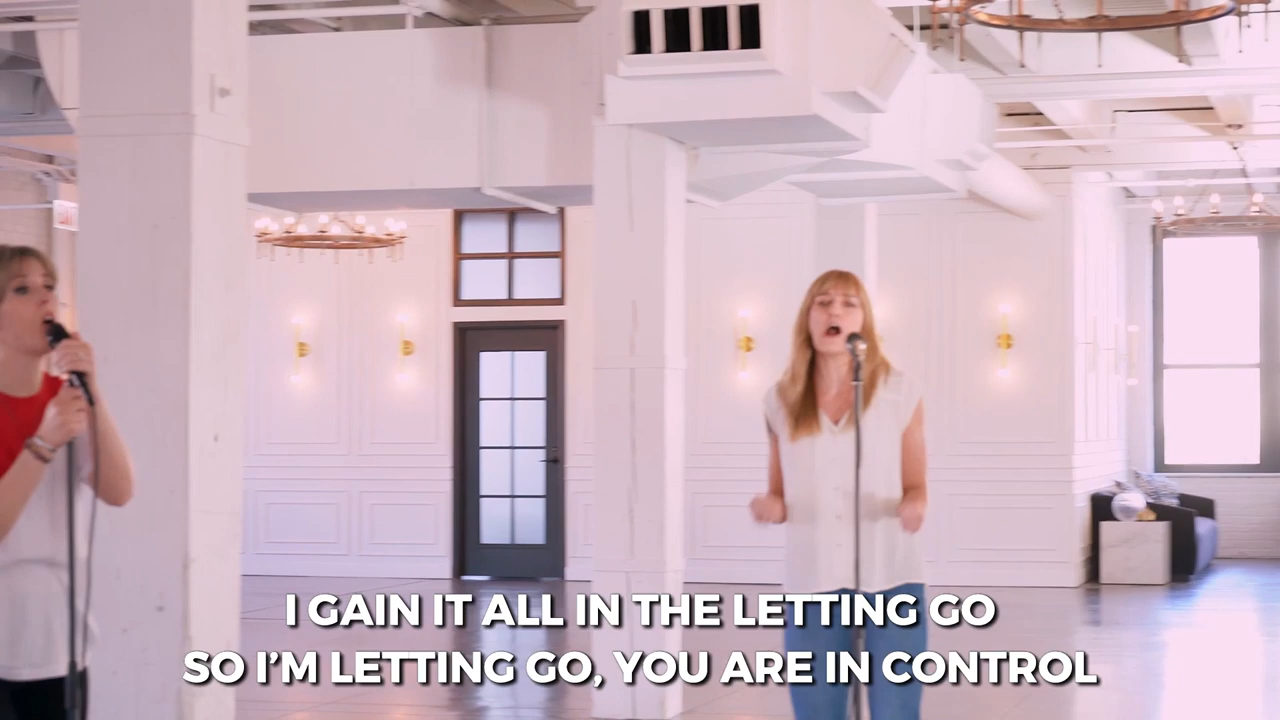 I GAIN IT ALL IN THE LETTING GO
SO I'M LETTING GO, YOU ARE IN CONTROL